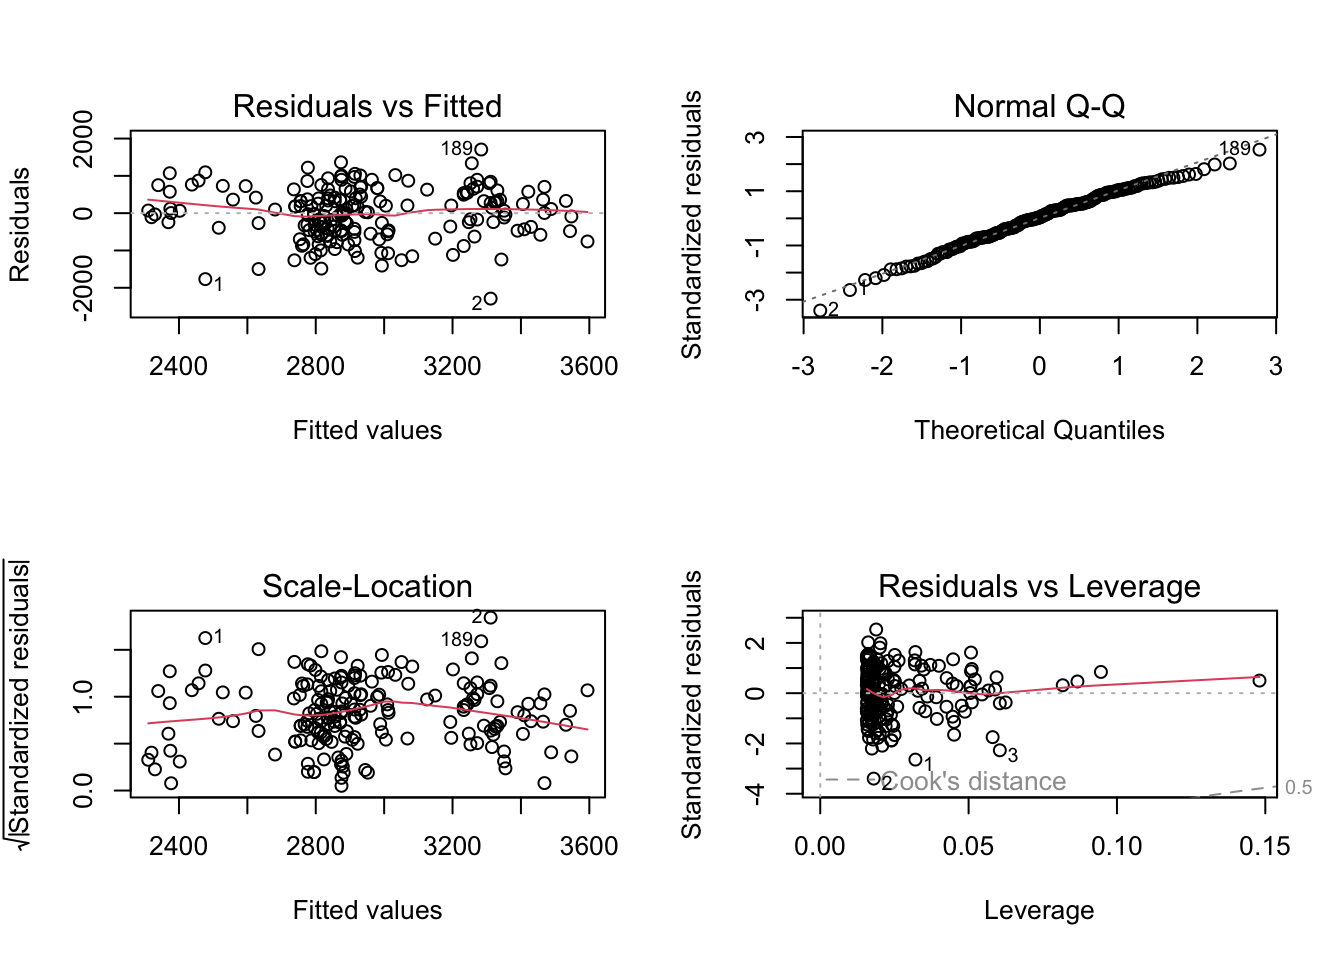 Residuals vs Fitted
Residuals
2000
0
-2000
189
1
2
2400 2800 3200 3600
Fitted values
Normal Q-Q
Standardized residuals
3
1
-1
-3
189
1
2
-3 -2 -1 0 1 2 3
Theoretical Quantiles
Scale-Location
√|Standardized residuals|
1.0
0.0
2
1
189
2400 2800 3200 3600
Fitted values
Residuals vs Leverage
Standardized residuals
2
0
-2
-4
3
1
2
Cook's distance
0.5
0.00 0.05 0.10 0.15
Leverage